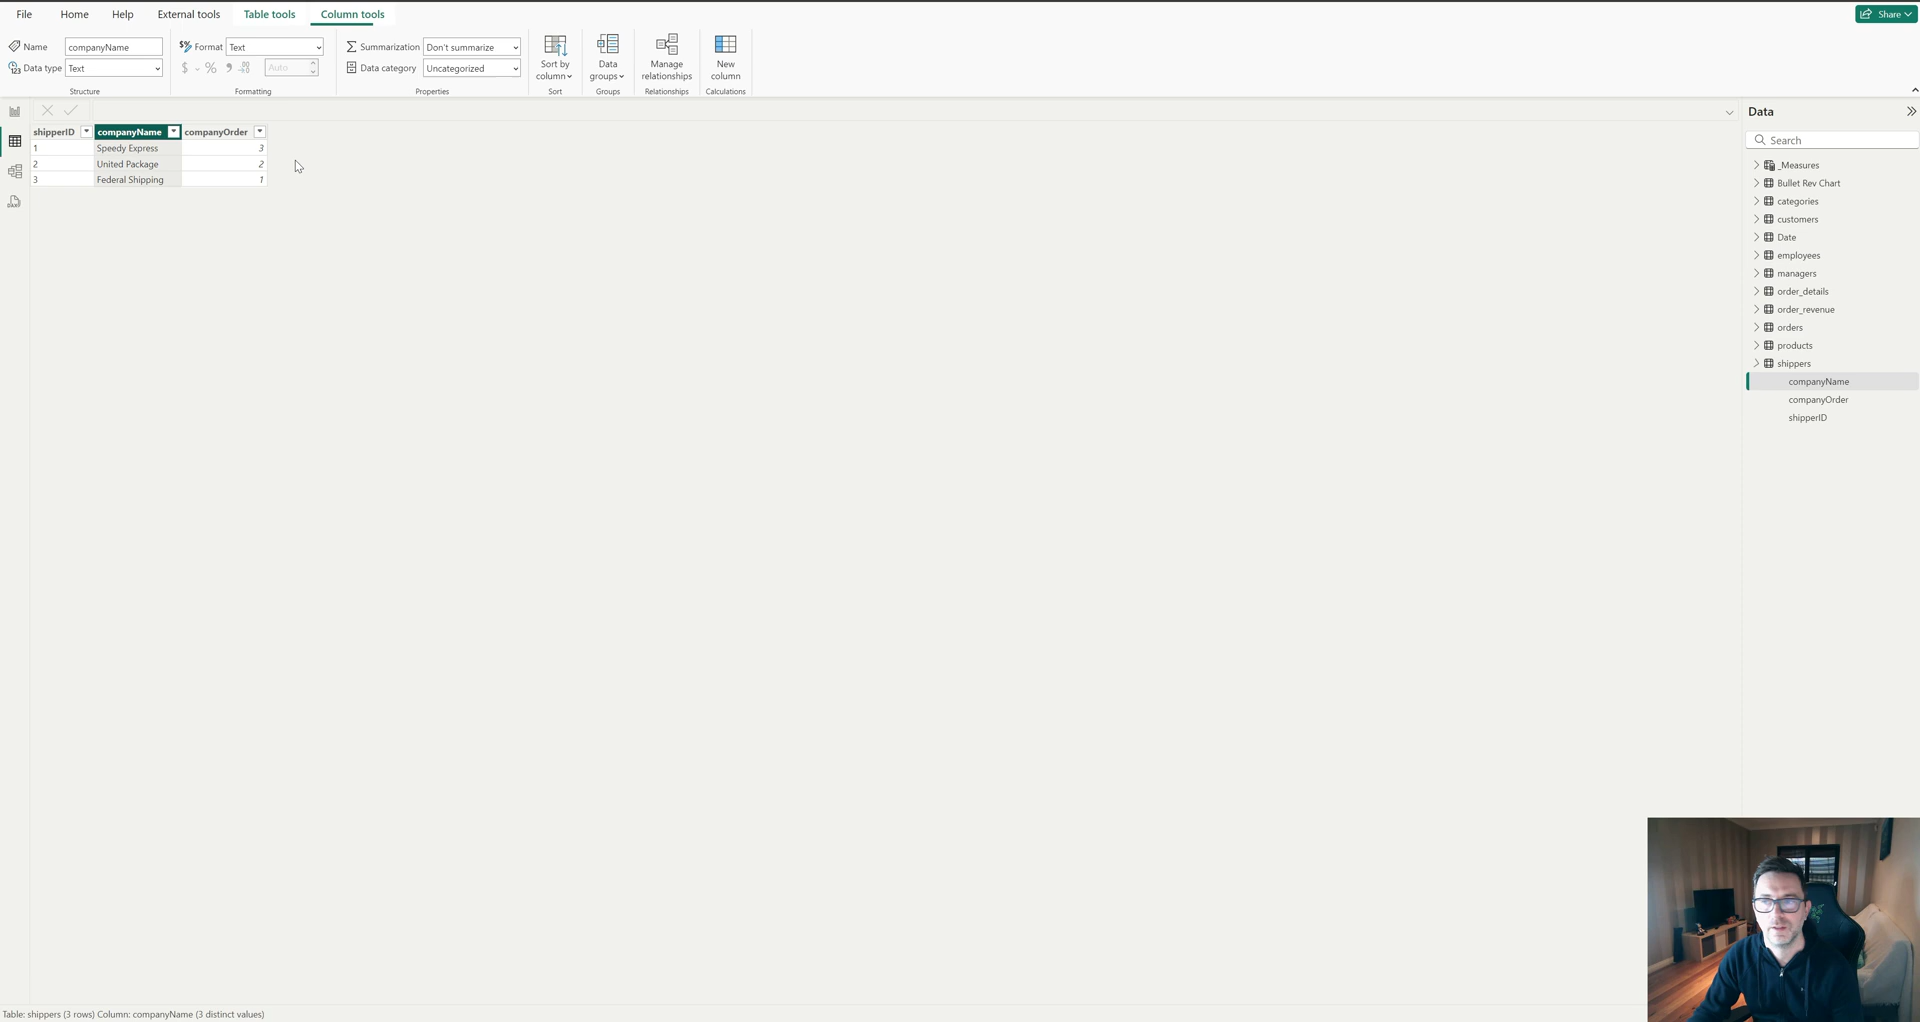 File Home Help External tools Table tools Column tools Share
Name companyName Format Text Summarization Don't summarize
Data type Text $ % Auto Data category Uncategorized
Sort by column Data groups Manage relationships New column
Structure Formatting Properties Sort Groups Relationships Calculations
Data
shipperID companyName companyOrder
1 Speedy Express 3
2 United Package 2
3 Federal Shipping 1
Search
_Measures
Bullet Rev Chart
categories
customers
Date
employees
managers
order_details
order_revenue
orders
products
shippers
companyName
companyOrder
shipperID
Table: shippers (3 rows) Column: companyName (3 distinct values)